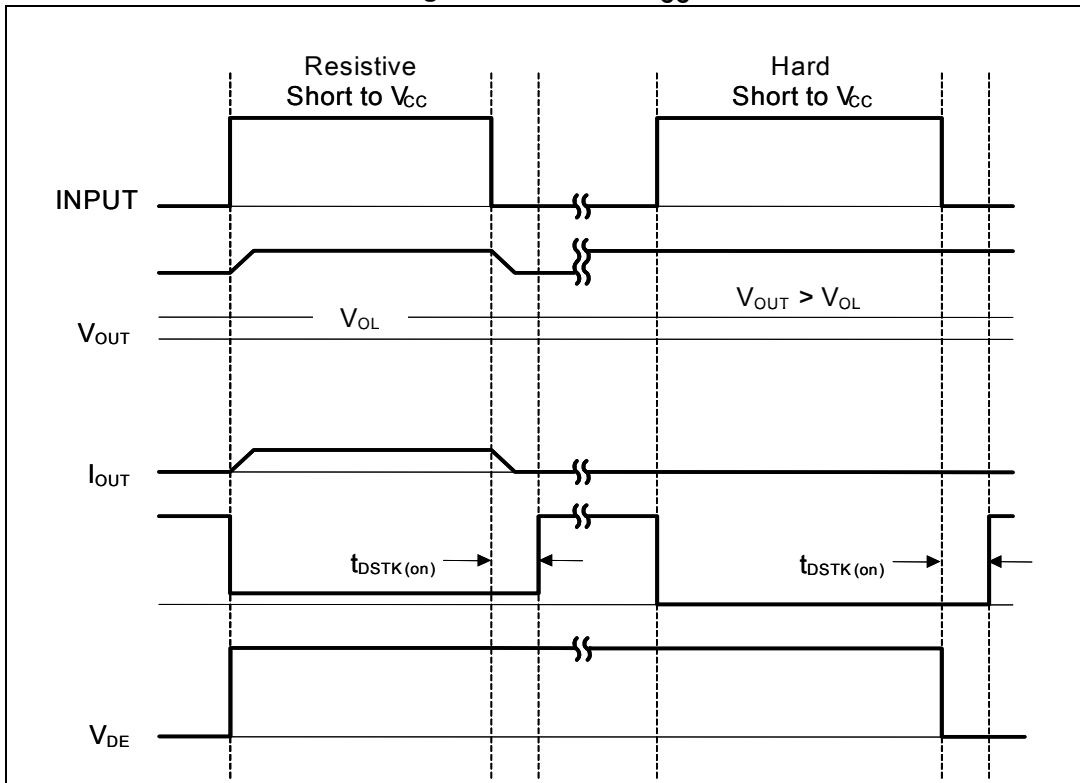 Resistive
Short to VCC
Hard
Short to VCC
INPUT
VOUT > VOL
VOL
VOUT
IOUT
tDSTK(on)
tDSTK(on)
VDE